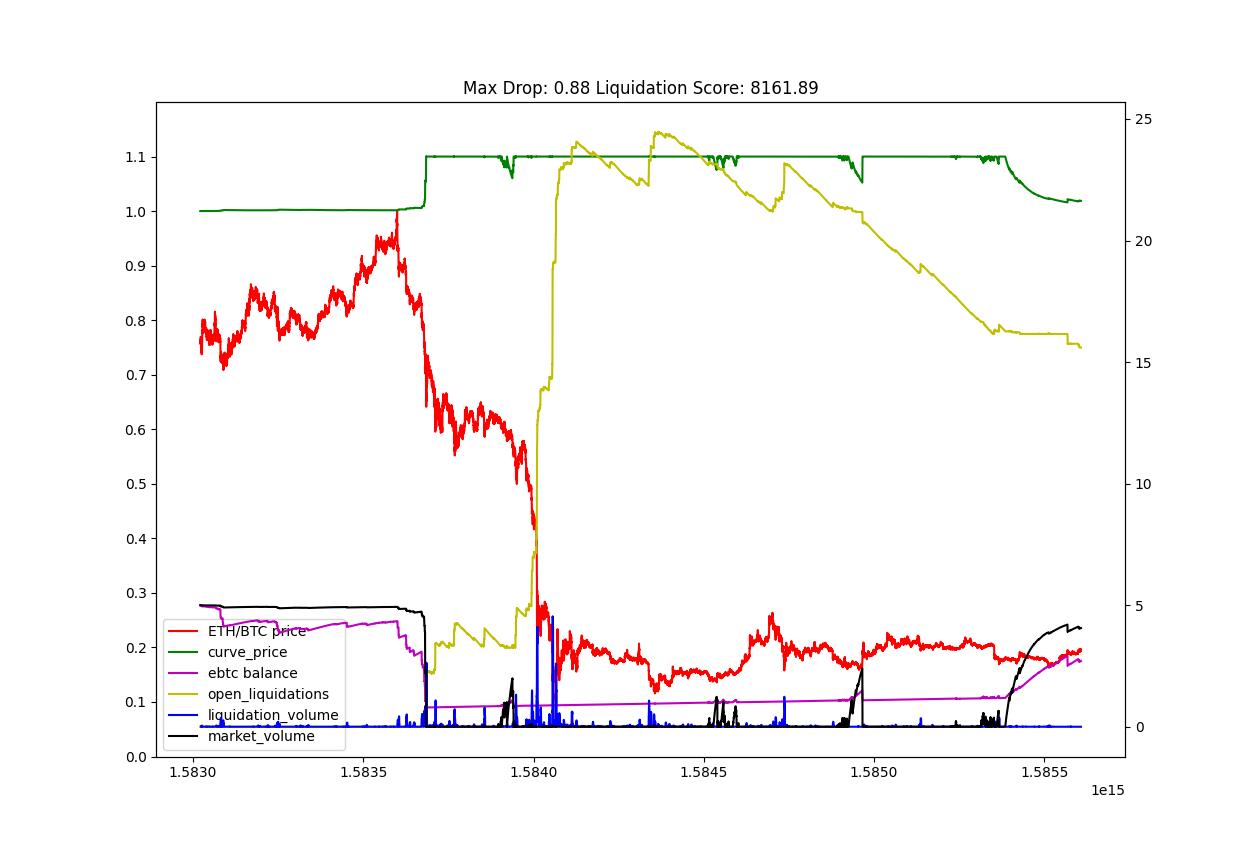 Max Drop: 0.88 Liquidation Score: 8161.89
1.1
1.0
0.9
0.8
0.7
0.6
0.5
0.4
0.3
0.2
0.1
0.0
ETH/BTC price
curve_price
ebtc balance
open_liquidations
liquidation_volume
market_volume
25
20
15
10
5
0
1.5830 1.5835 1.5840 1.5845 1.5850 1.5855
1e15